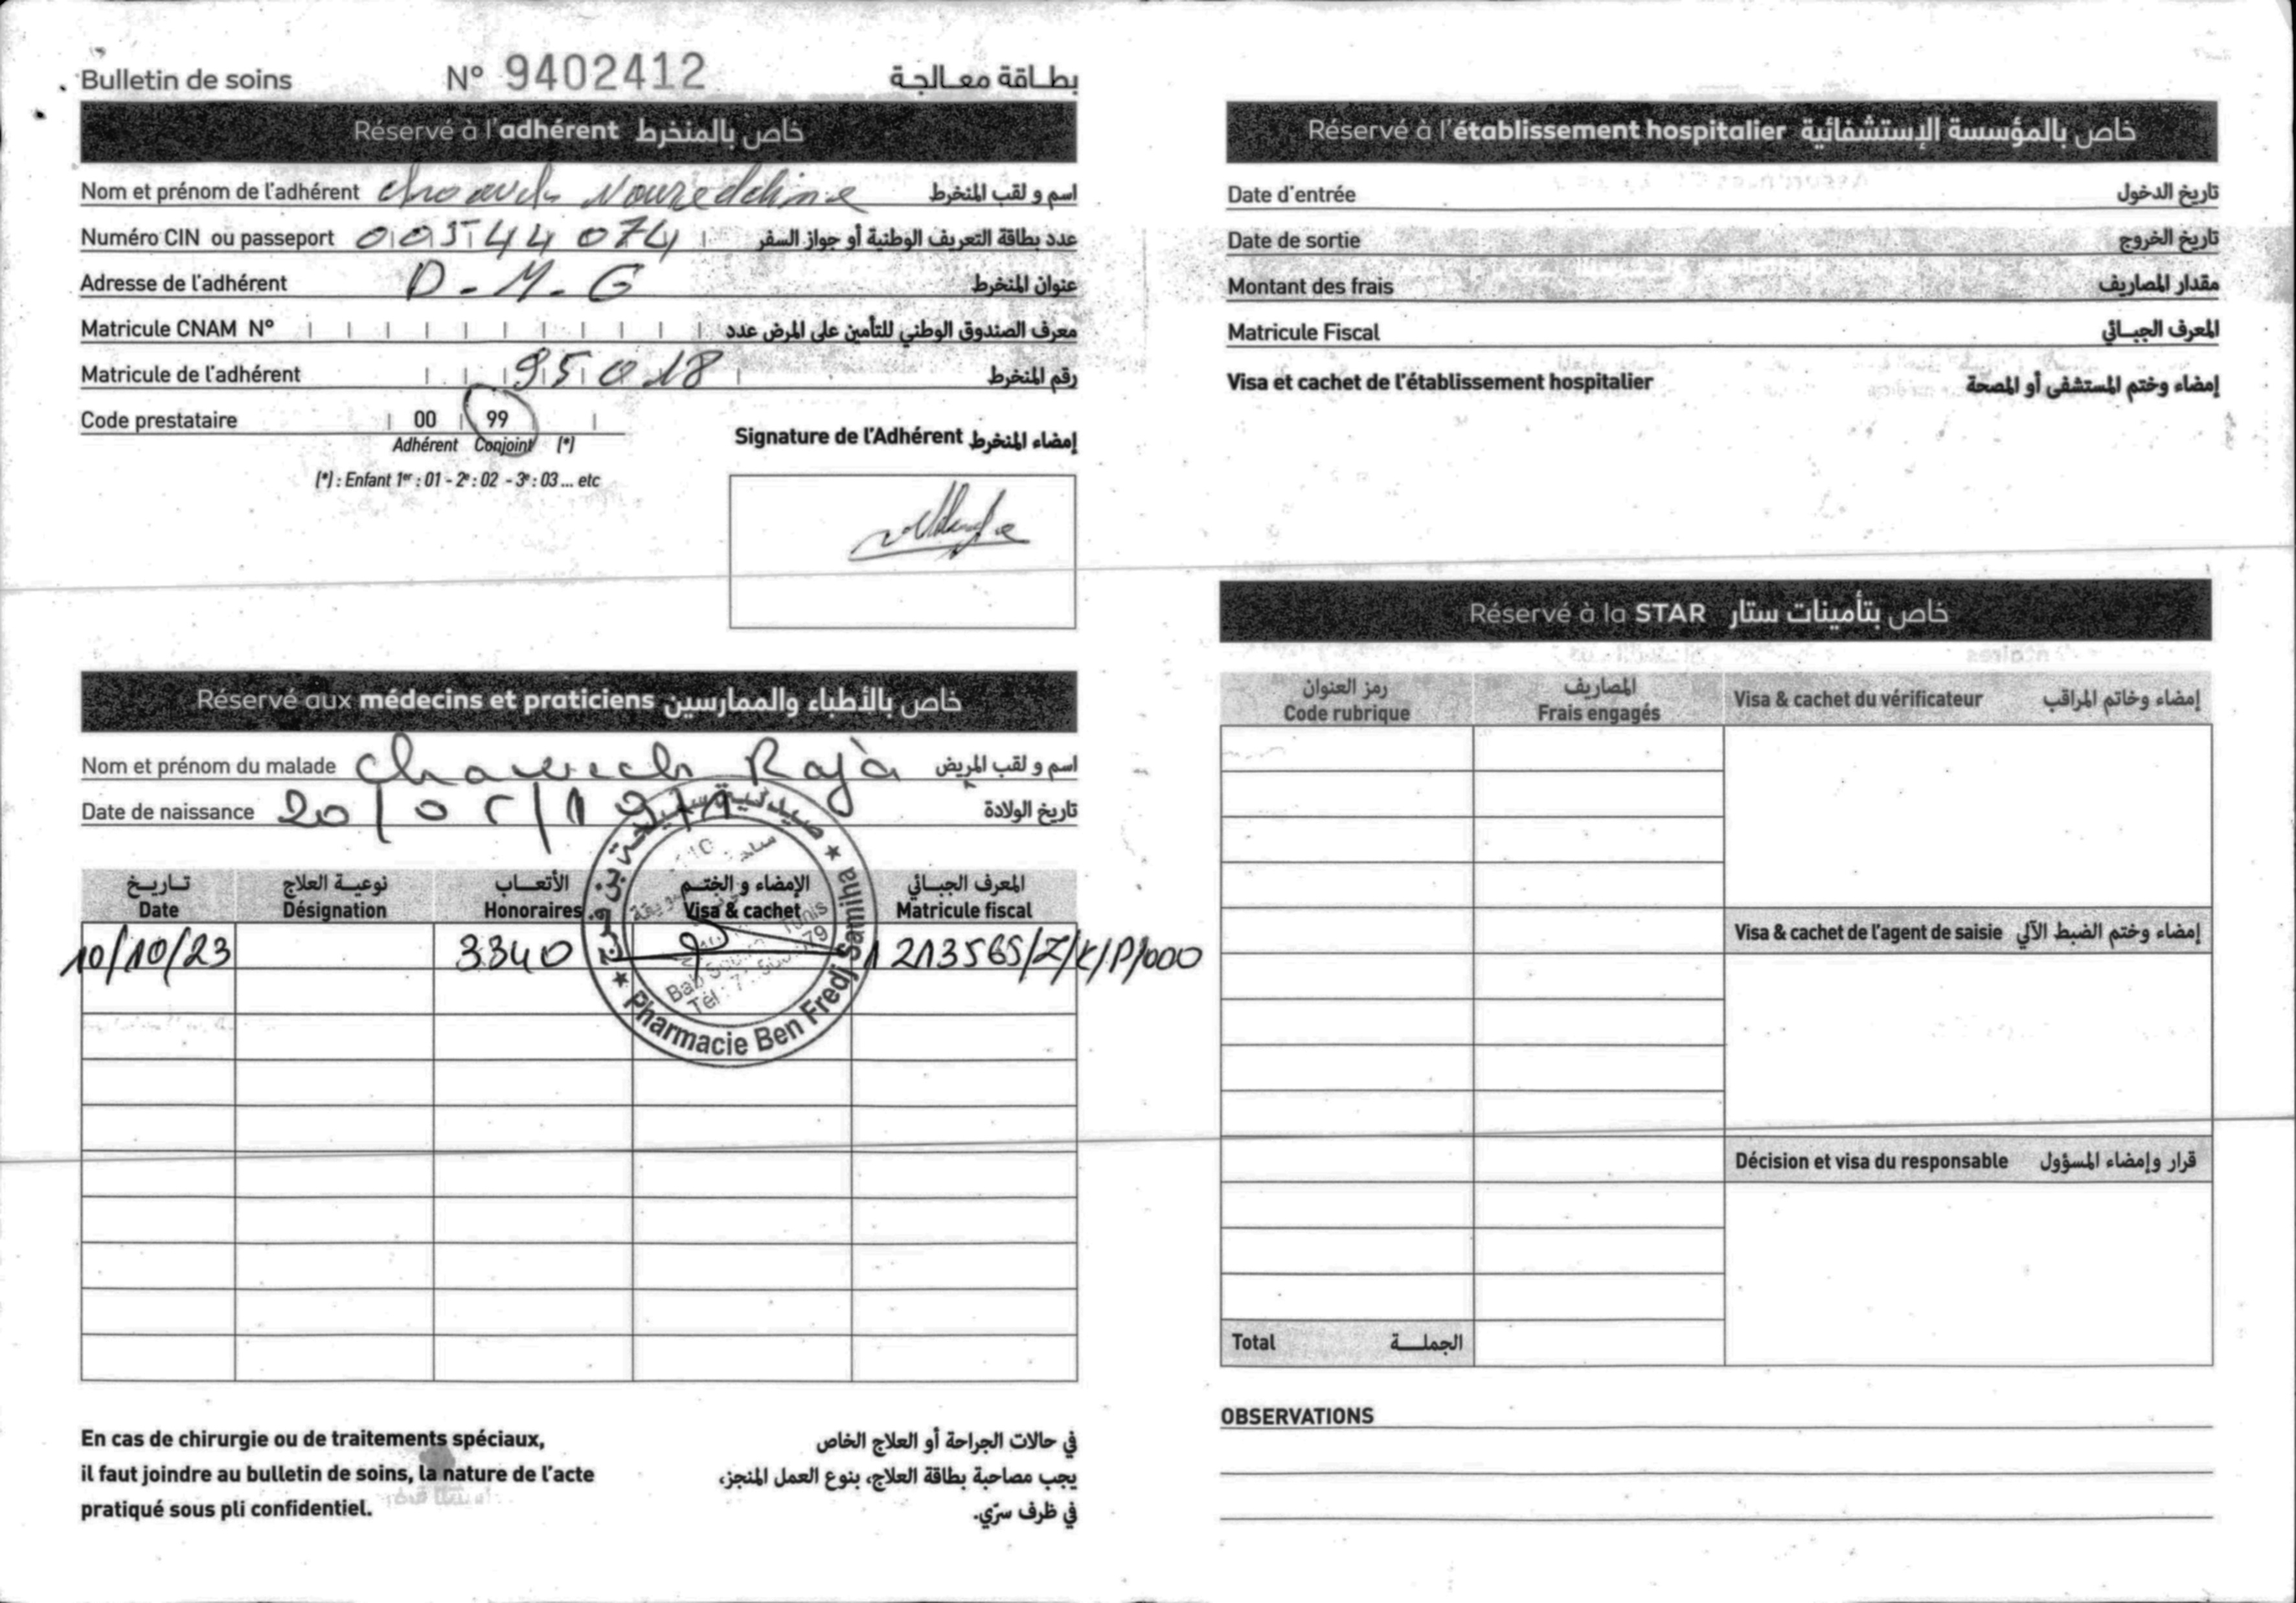 Bulletin de soins N° 9402412 بطاقة معالجة
Réservé à l'adhérent خاص بالمنخرط
Nom et prénom de l'adhérent Chaouch Noureddine اسم و لقب المنخرط
Numéro CIN ou passeport 00544074 عدد بطاقة التعريف الوطنية أو جواز السفر
Adresse de l'adhérent D-M-G عنوان المنخرط
Matricule CNAM N° معرف الصندوق الوطني للتأمين على المرض عدد
Matricule de l'adhérent 95018 رقم المنخرط
Code prestataire 00 99
Adhérent Conjoint (*)
(*) : Enfant 1er : 01 - 2e : 02 - 3e : 03 ... etc
Signature de l'Adhérent إمضاء المنخرط
Réservé aux médecins et praticiens خاص بالأطباء والممارسين
Nom et prénom du malade Chaouch Raja اسم و لقب المريض
Date de naissance 20/05/19 تاريخ الولادة
تاريخ نوعية العلاج الأتعاب الإمضاء و الختم المعرف الجبائي
Date Désignation Honoraires Visa & cachet Matricule fiscal
10/10/23 3340 1213565/Z/K/P/000
صيدلية سميحة بن فرج
Bab Tunis
Tél : 7
Pharmacie Ben Fredj Samiha
En cas de chirurgie ou de traitements spéciaux,
il faut joindre au bulletin de soins, la nature de l'acte
pratiqué sous pli confidentiel.
في حالات الجراحة أو العلاج الخاص
يجب مصاحبة بطاقة العلاج، بنوع العمل المنجز،
في ظرف سرّي.
Réservé à l'établissement hospitalier خاص بالمؤسسة الإستشفائية
Date d'entrée تاريخ الدخول
Date de sortie تاريخ الخروج
Montant des frais مقدار المصاريف
Matricule Fiscal المعرف الجبائي
Visa et cachet de l'établissement hospitalier إمضاء وختم المستشفى أو المصحة
Réservé à la STAR خاص بتأمينات ستار
رمز العنوان المصاريف
Code rubrique Frais engagés Visa & cachet du vérificateur إمضاء وخاتم المراقب
Visa & cachet de l'agent de saisie إمضاء وختم الضبط الآلي
Décision et visa du responsable قرار وإمضاء المسؤول
Total الجملة
OBSERVATIONS